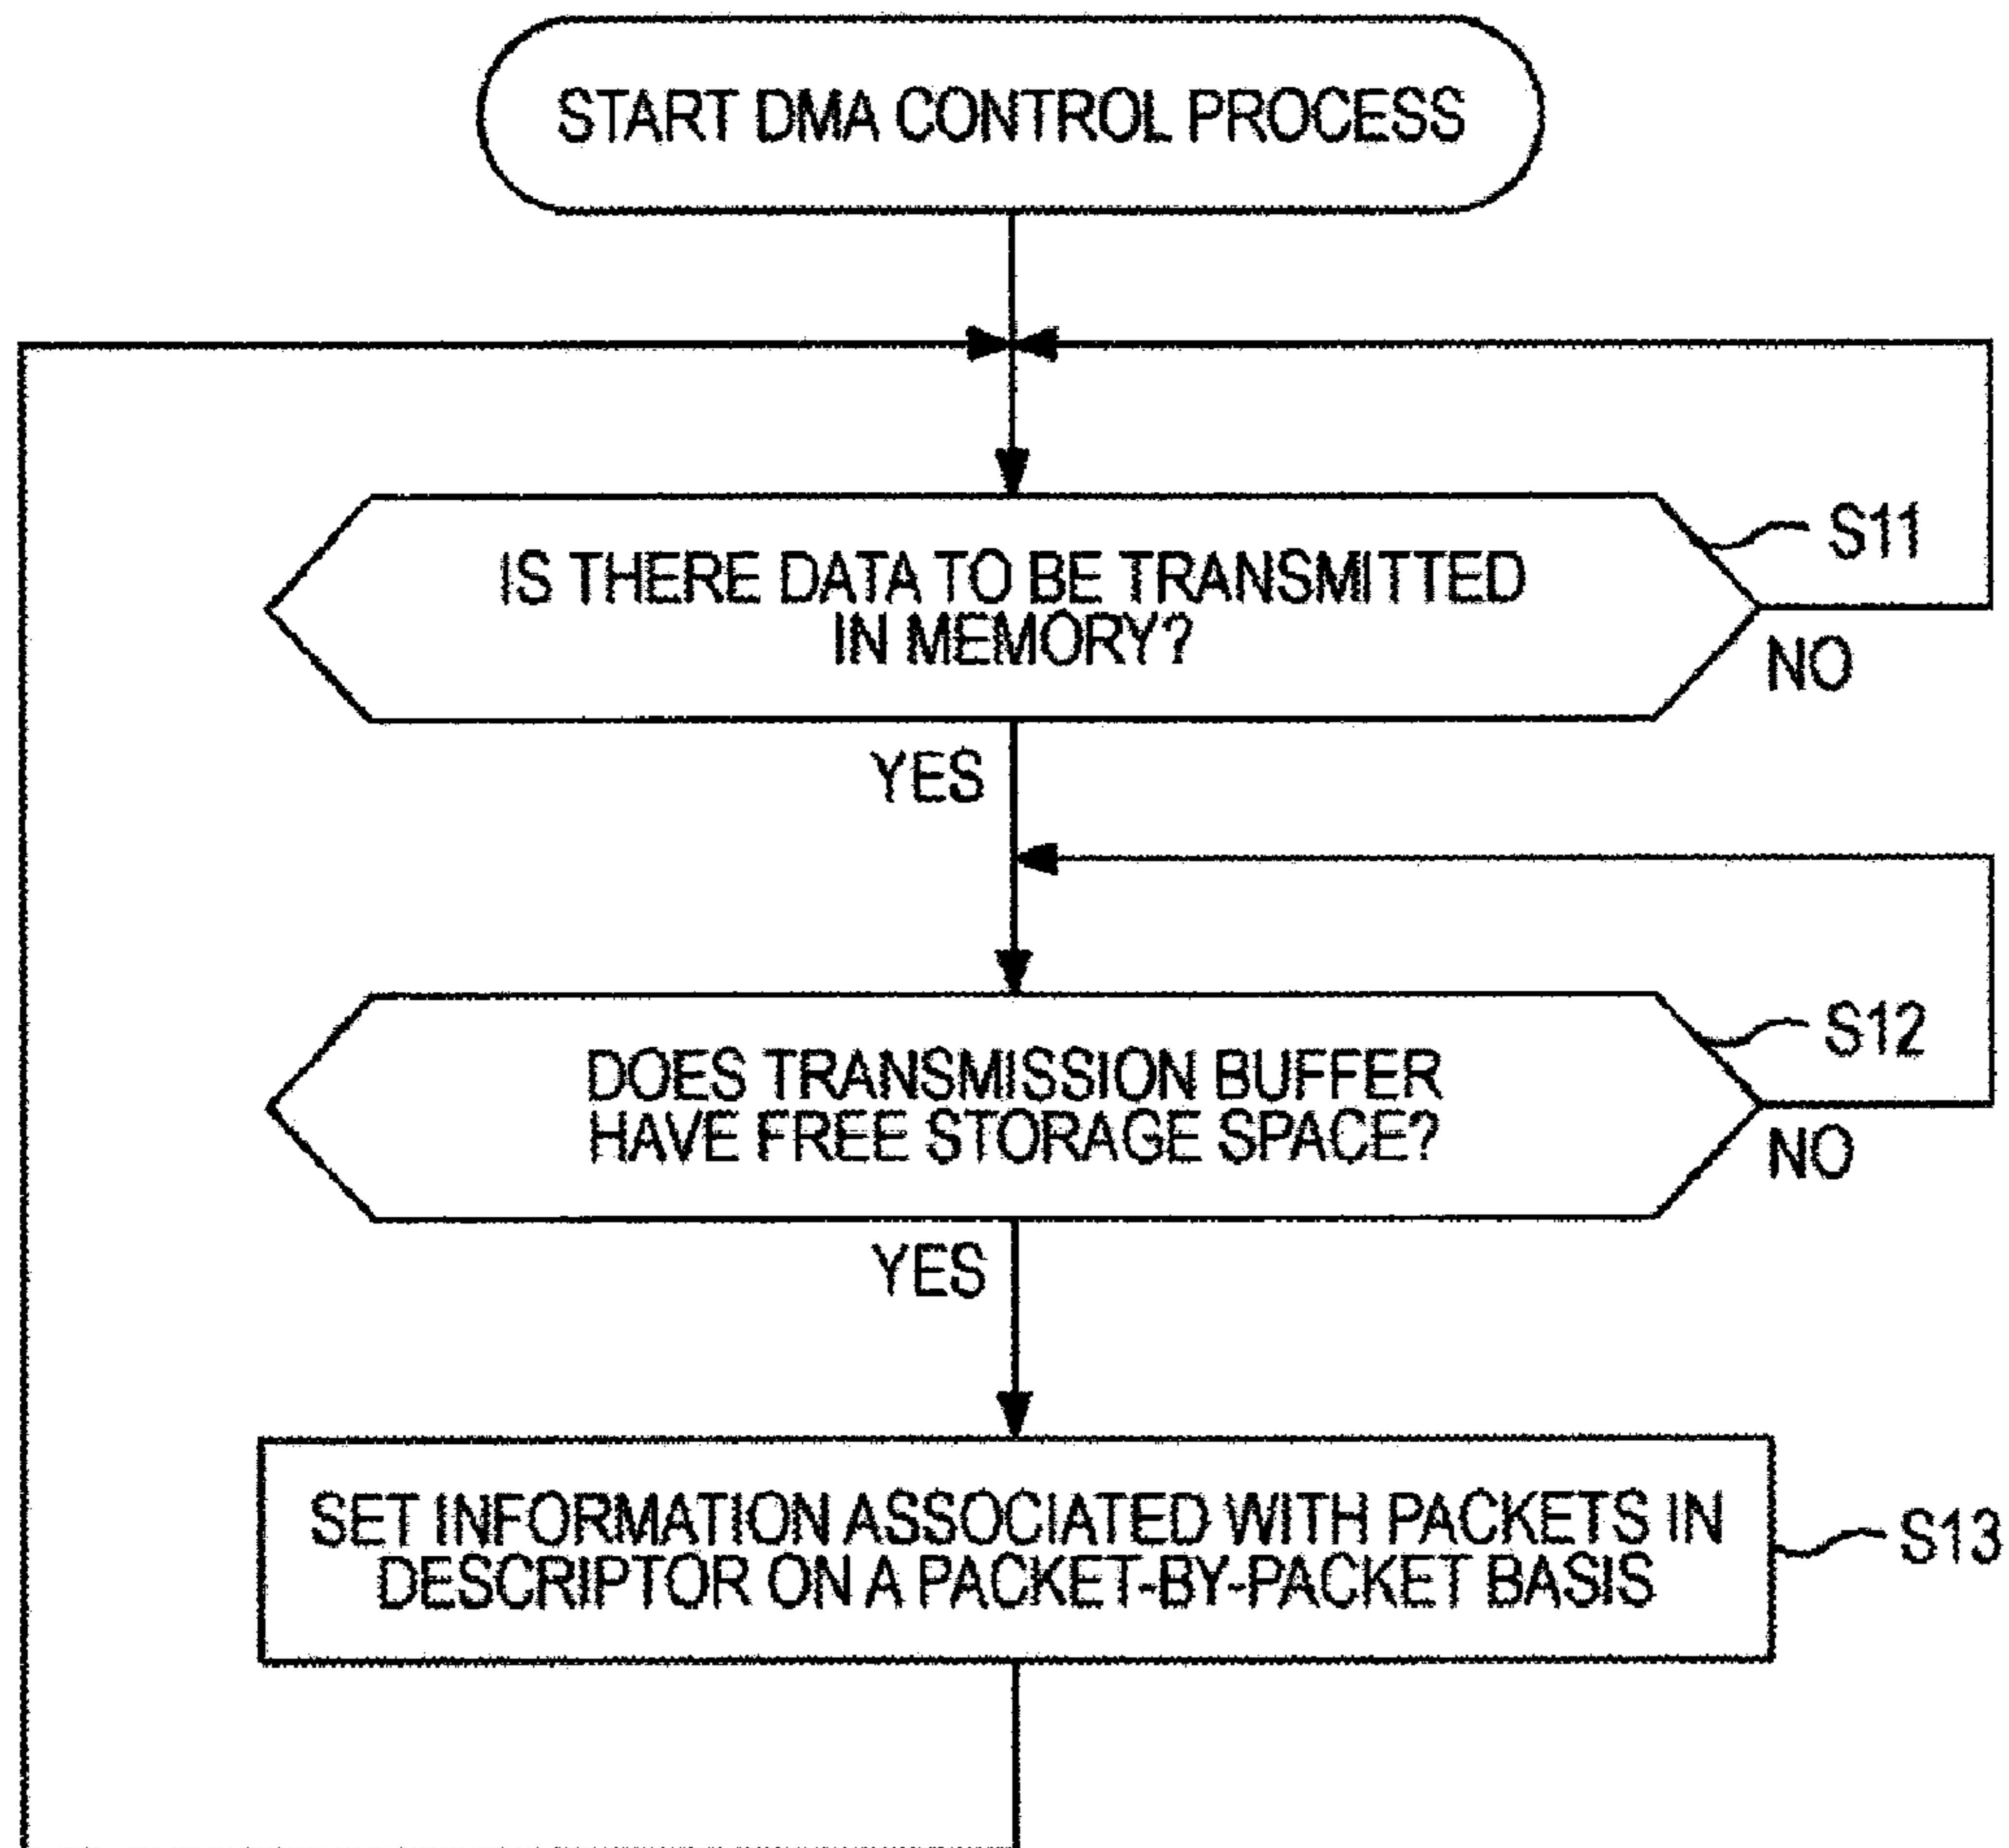 START DMA CONTROL PROCESS
IS THERE DATA TO BE TRANSMITTED
IN MEMORY?
S11
NO
YES
DOES TRANSMISSION BUFFER
HAVE FREE STORAGE SPACE?
S12
NO
YES
SET INFORMATION ASSOCIATED WITH PACKETS IN
DESCRIPTOR ON A PACKET-BY-PACKET BASIS
S13